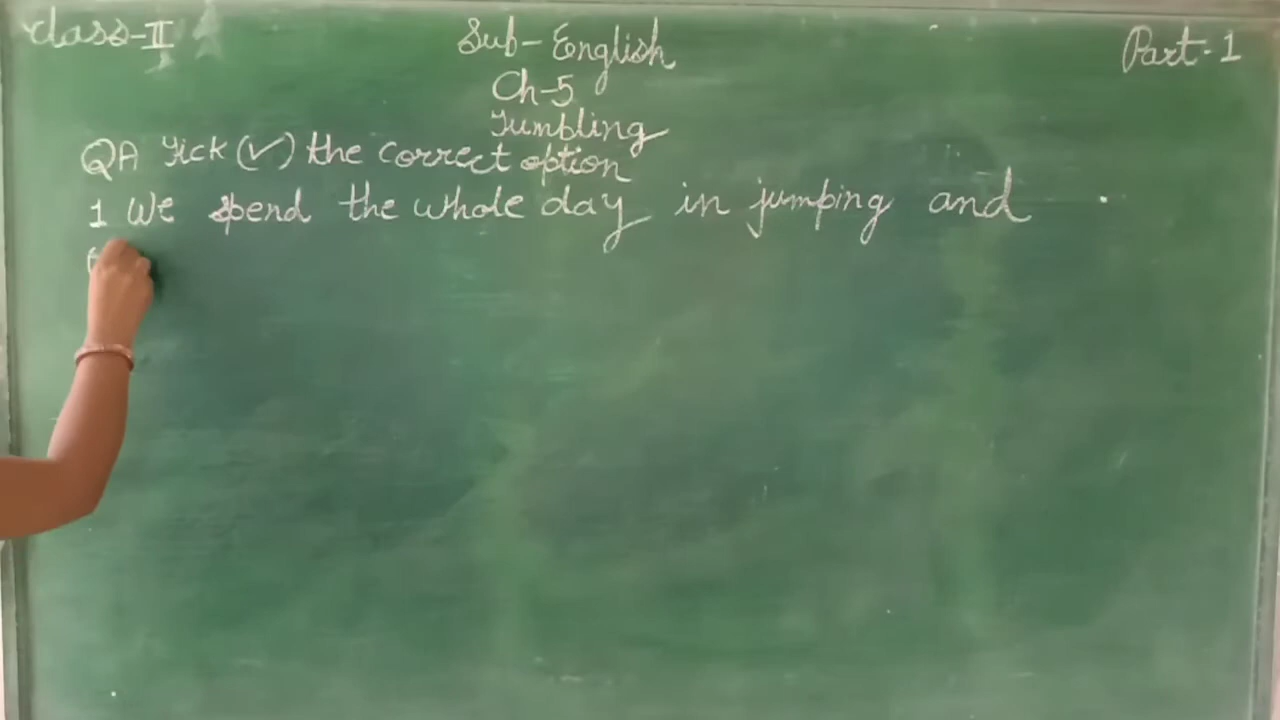 Class-II
Sub-English
Part-1
Ch-5
Tumbling
QA Tick (✓) the correct option
1 We spend the whole day in jumping and